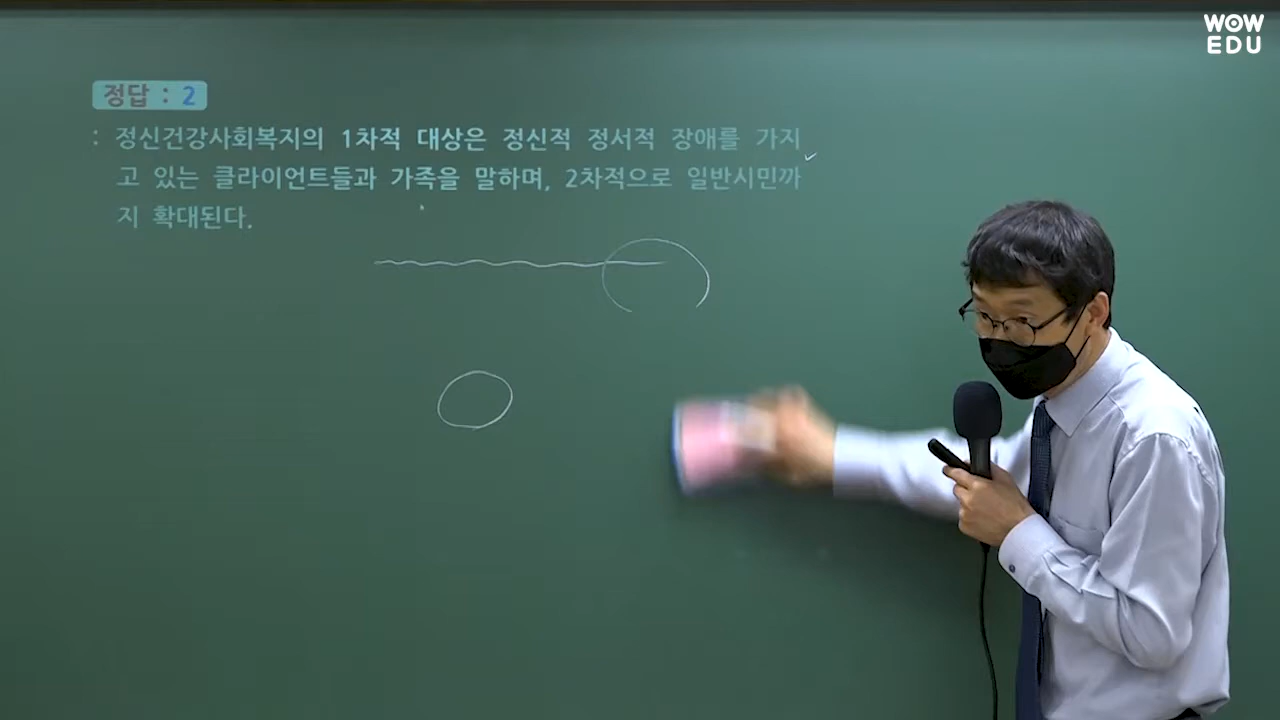 WOW
EDU
정답 : 2
: 정신건강사회복지의 1차적 대상은 정신적 정서적 장애를 가지
고 있는 클라이언트들과 가족을 말하며, 2차적으로 일반시민까
지 확대된다.